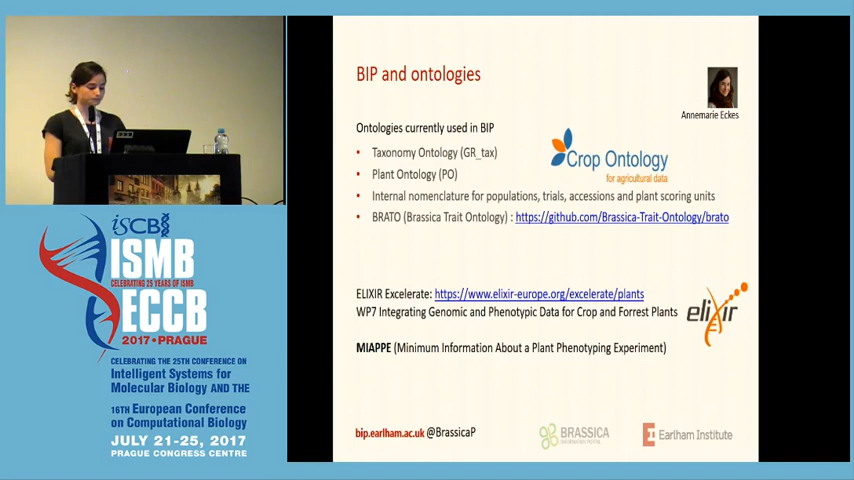 BIP and ontologies
Annemarie Eckes
Ontologies currently used in BIP
• Taxonomy Ontology (GR_tax)
• Plant Ontology (PO)
Crop Ontology
for agricultural data
• Internal nomenclature for populations, trials, accessions and plant scoring units
• BRATO (Brassica Trait Ontology) : https://github.com/Brassica-Trait-Ontology/brato
ELIXIR Excelerate: https://www.elixir-europe.org/excelerate/plants
WP7 Integrating Genomic and Phenotypic Data for Crop and Forrest Plants
elixir
MIAPPE (Minimum Information About a Plant Phenotyping Experiment)
bip.earlham.ac.uk @BrassicaP
BRASSICA
INFORMATION PORTAL
Earlham Institute
iSCB
ISMB
CELEBRATING 25 YEARS OF ISMB
ECCB
2017 • PRAGUE
CELEBRATING THE 25TH CONFERENCE ON
Intelligent Systems for
Molecular Biology AND THE
16TH European Conference
on Computational Biology
JULY 21-25, 2017
PRAGUE CONGRESS CENTRE